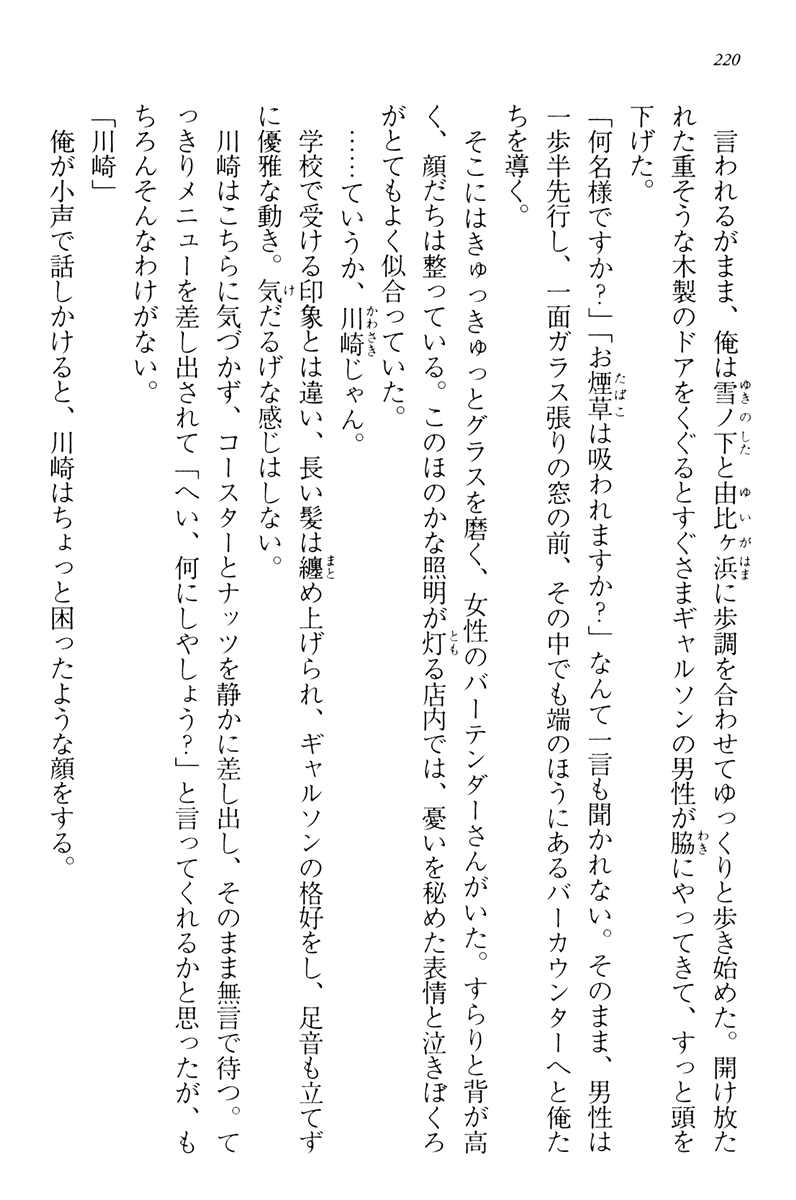 220
言われるがまま、俺は雪ノ下と由比ヶ浜に歩調を合わせてゆっくりと歩き始めた。開け放た
れた重そうな木製のドアをくぐるとすぐさまギャルソンの男性が脇にやってきて、すっと頭を
下げた。
「何名様ですか?」「お煙草は吸われますか?」なんて一言も聞かれない。そのまま、男性は
一歩半先行し、一面ガラス張りの窓の前、その中でも端のほうにあるバーカウンターへと俺た
ちを導く。
そこにはきゅっきゅっとグラスを磨く、女性のバーテンダーさんがいた。すらりと背が高
く、顔だちは整っている。このほのかな照明が灯る店内では、憂いを秘めた表情と泣きぼくろ
がとてもよく似合っていた。
……ていうか、川崎じゃん。
学校で受ける印象とは違い、長い髪は纏め上げられ、ギャルソンの格好をし、足音も立てず
に優雅な動き。気だるげな感じはしない。
川崎はこちらに気づかず、コースターとナッツを静かに差し出し、そのまま無言で待つ。て
っきりメニューを差し出されて「へい、何にしやしょう?」と言ってくれるかと思ったが、も
ちろんそんなわけがない。
「川崎」
俺が小声で話しかけると、川崎はちょっと困ったような顔をする。